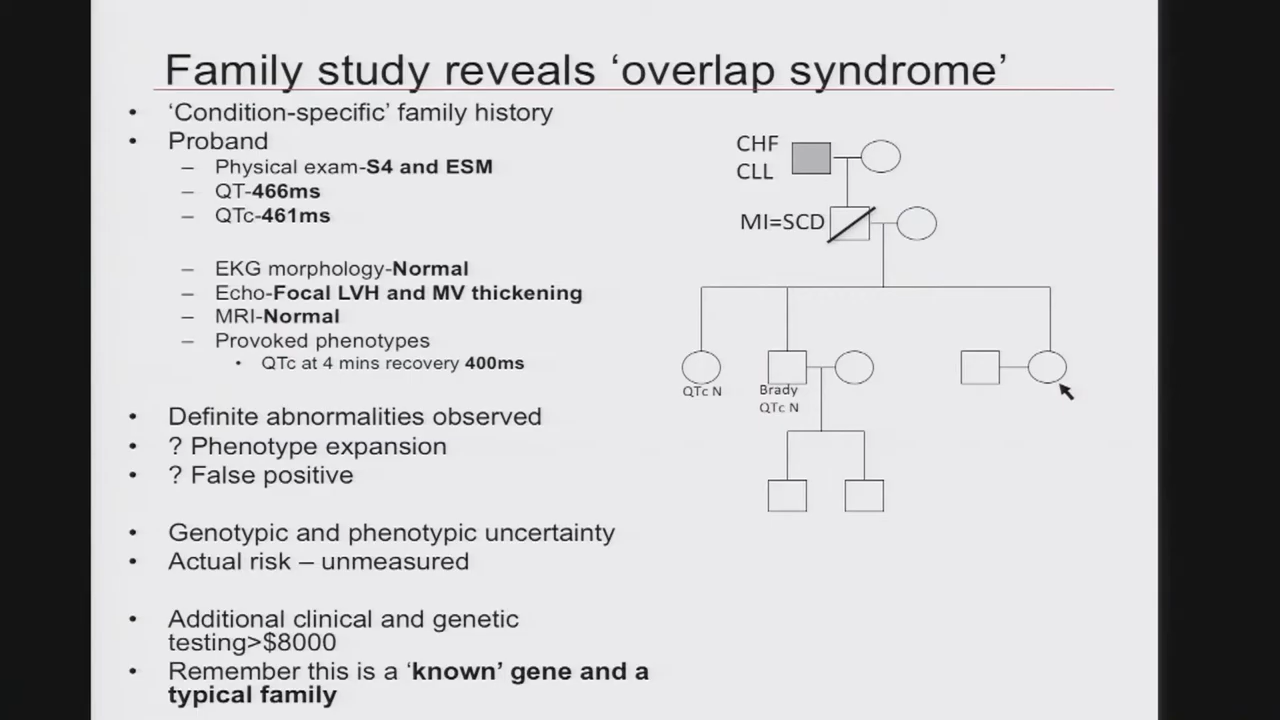 Family study reveals ‘overlap syndrome’
• ‘Condition-specific’ family history
• Proband
– Physical exam-S4 and ESM
– QT-466ms
– QTc-461ms
– EKG morphology-Normal
– Echo-Focal LVH and MV thickening
– MRI-Normal
– Provoked phenotypes
• QTc at 4 mins recovery 400ms
• Definite abnormalities observed
• ? Phenotype expansion
• ? False positive
• Genotypic and phenotypic uncertainty
• Actual risk – unmeasured
• Additional clinical and genetic
testing>$8000
• Remember this is a ‘known’ gene and a
typical family
CHF
CLL
MI=SCD
QTc N
Brady
QTc N